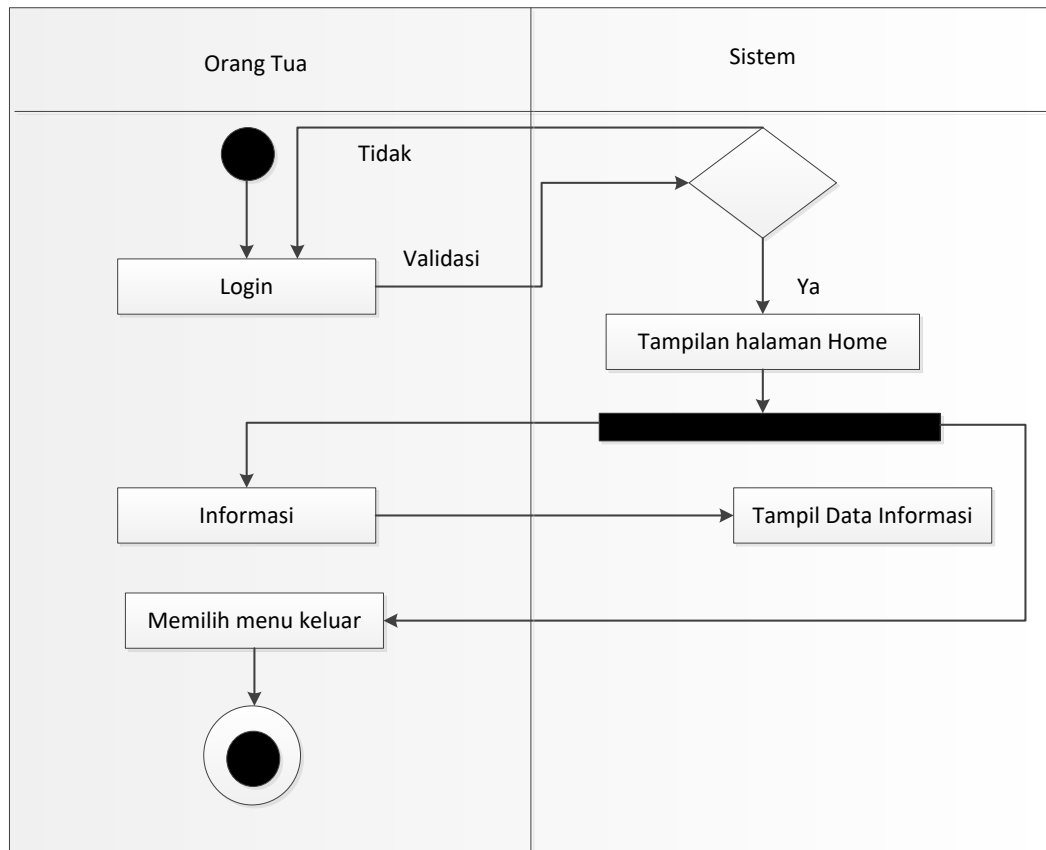 Orang Tua
Sistem
Tidak
Validasi
Login
Ya
Tampilan halaman Home
Informasi
Tampil Data Informasi
Memilih menu keluar